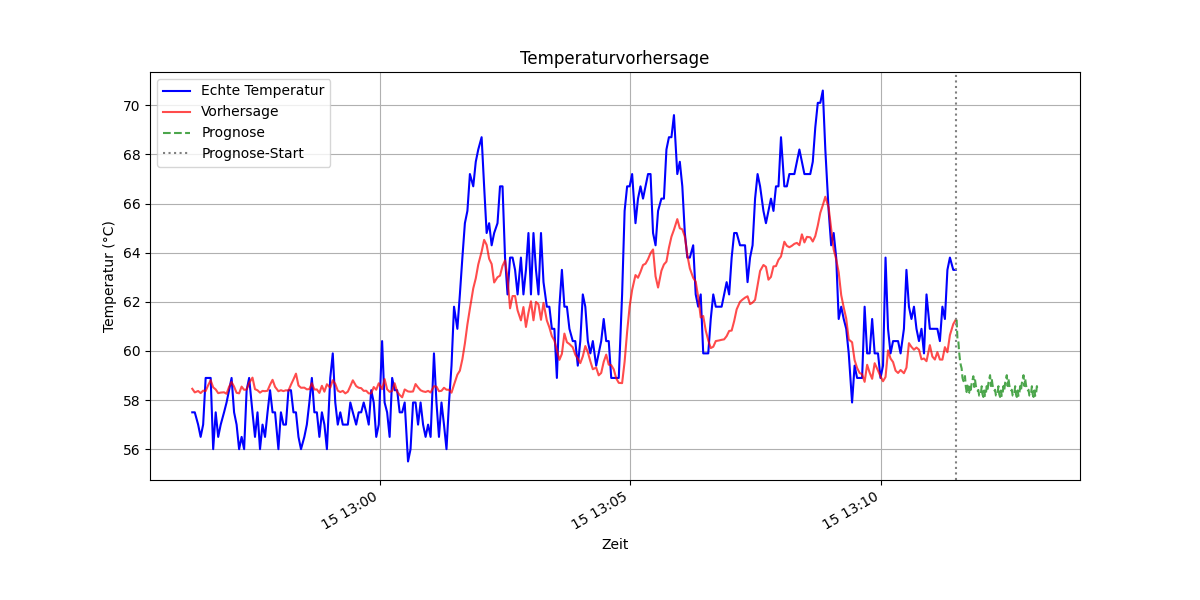 Temperaturvorhersage
Echte Temperatur
Vorhersage
Prognose
Prognose-Start
Temperatur (°C)
70
68
66
64
62
60
58
56
15 13:00
15 13:05
15 13:10
Zeit